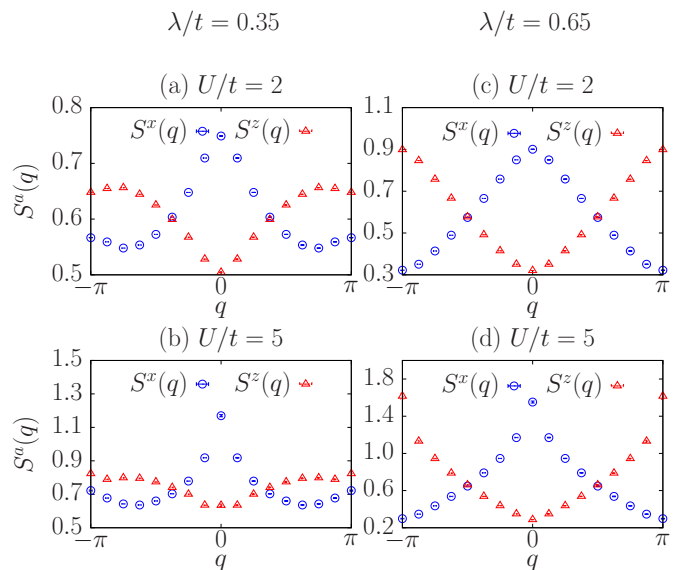 λ/t = 0.35
λ/t = 0.65
(a) U/t = 2
S^a(q)
0.8
0.7
0.6
0.5
S^x(q) S^z(q)
−π 0 π
q
(c) U/t = 2
1.1
0.9
0.7
0.5
0.3
S^x(q) S^z(q)
−π 0 π
q
(b) U/t = 5
S^a(q)
1.5
1.3
1.1
0.9
0.7
0.5
S^x(q) S^z(q)
−π 0 π
q
(d) U/t = 5
1.8
1.4
1.0
0.6
0.2
S^x(q) S^z(q)
−π 0 π
q